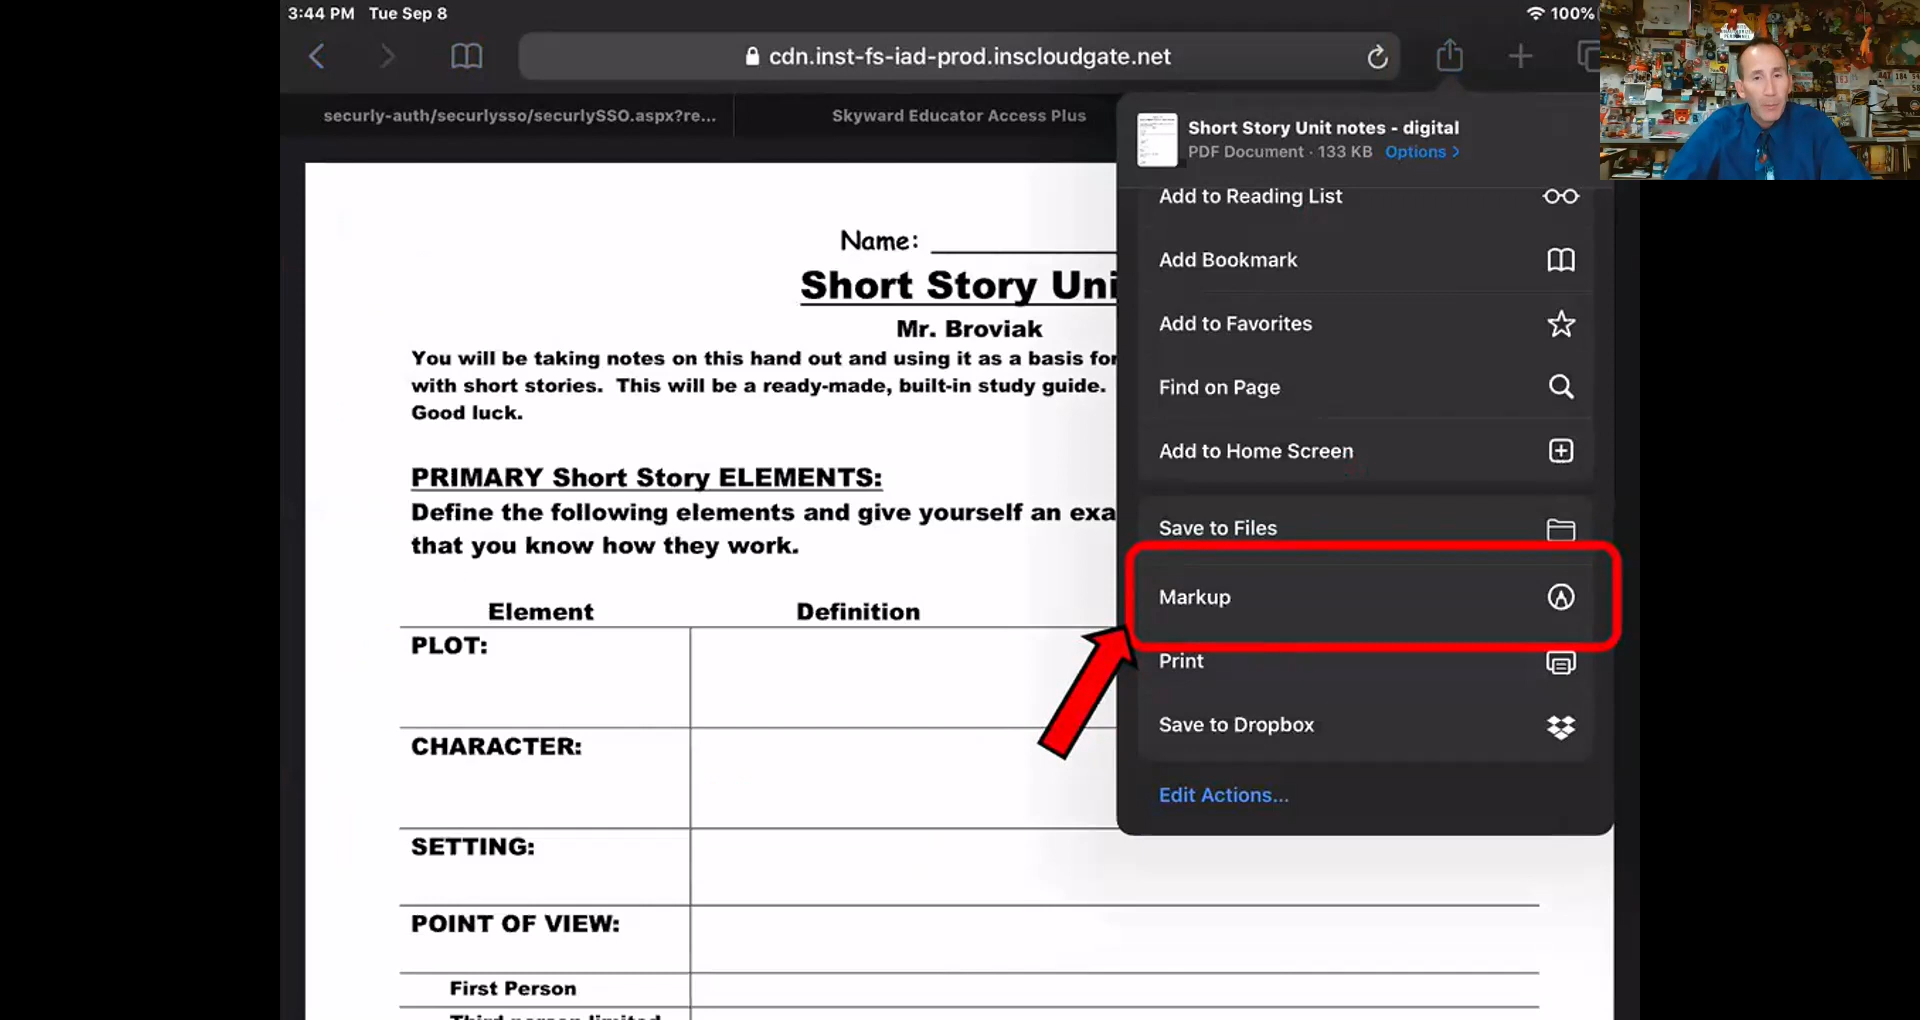 3:44 PM Tue Sep 8
100%
cdn.inst-fs-iad-prod.inscloudgate.net
securly-auth/securlysso/securlySSO.aspx?re...
Skyward Educator Access Plus
Short Story Unit notes - digital
PDF Document · 133 KB Options >
Add to Reading List
Add Bookmark
Add to Favorites
Find on Page
Add to Home Screen
Save to Files
Markup
Print
Save to Dropbox
Edit Actions...
Name:
Short Story Uni
Mr. Broviak
You will be taking notes on this hand out and using it as a basis for
with short stories. This will be a ready-made, built-in study guide.
Good luck.
PRIMARY Short Story ELEMENTS:
Define the following elements and give yourself an exa
that you know how they work.
Element Definition
PLOT:
CHARACTER:
SETTING:
POINT OF VIEW:
First Person
Third person limited